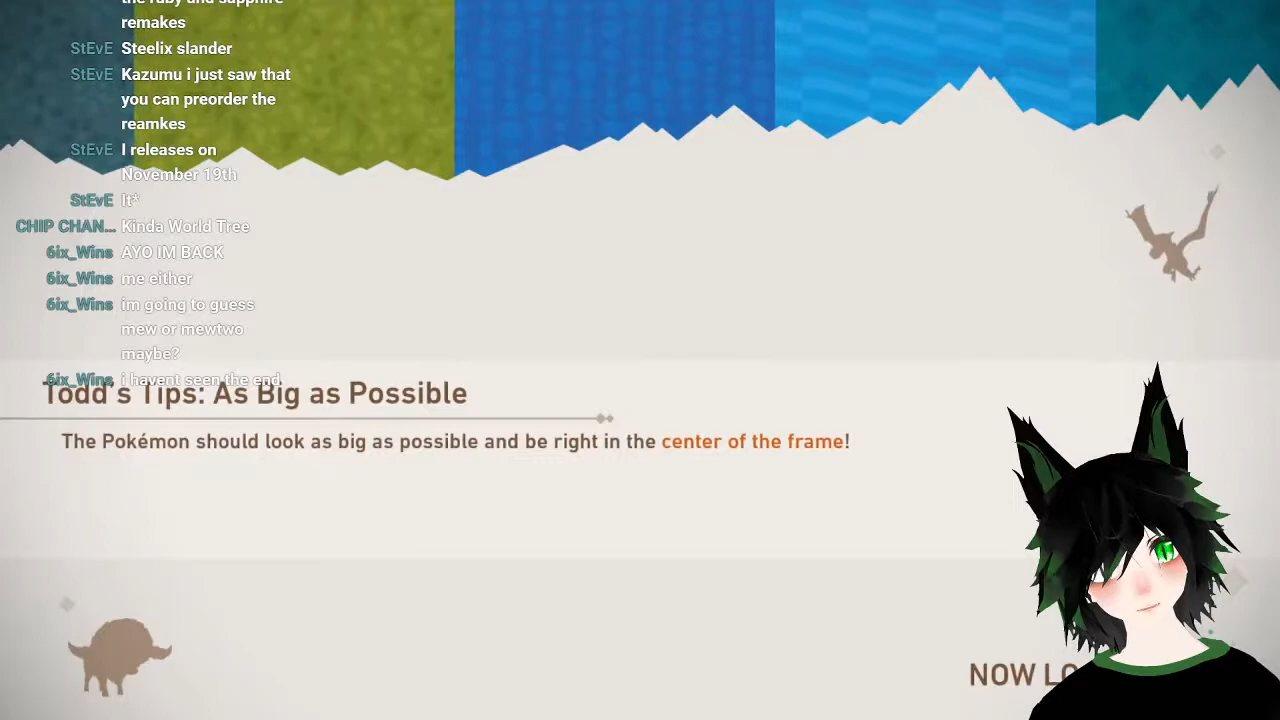 the ruby and sapphire
remakes
StEvE Steelix slander
StEvE Kazumu i just saw that
you can preorder the
reamkes
StEvE I releases on
November 19th
StEvE It*
CHIP CHAN... Kinda World Tree
6ix_Wins AYO IM BACK
6ix_Wins me either
6ix_Wins im going to guess
mew or mewtwo
maybe?
6ix_Wins i havent seen the end
Todd's Tips: As Big as Possible
The Pokémon should look as big as possible and be right in the center of the frame!
NOW